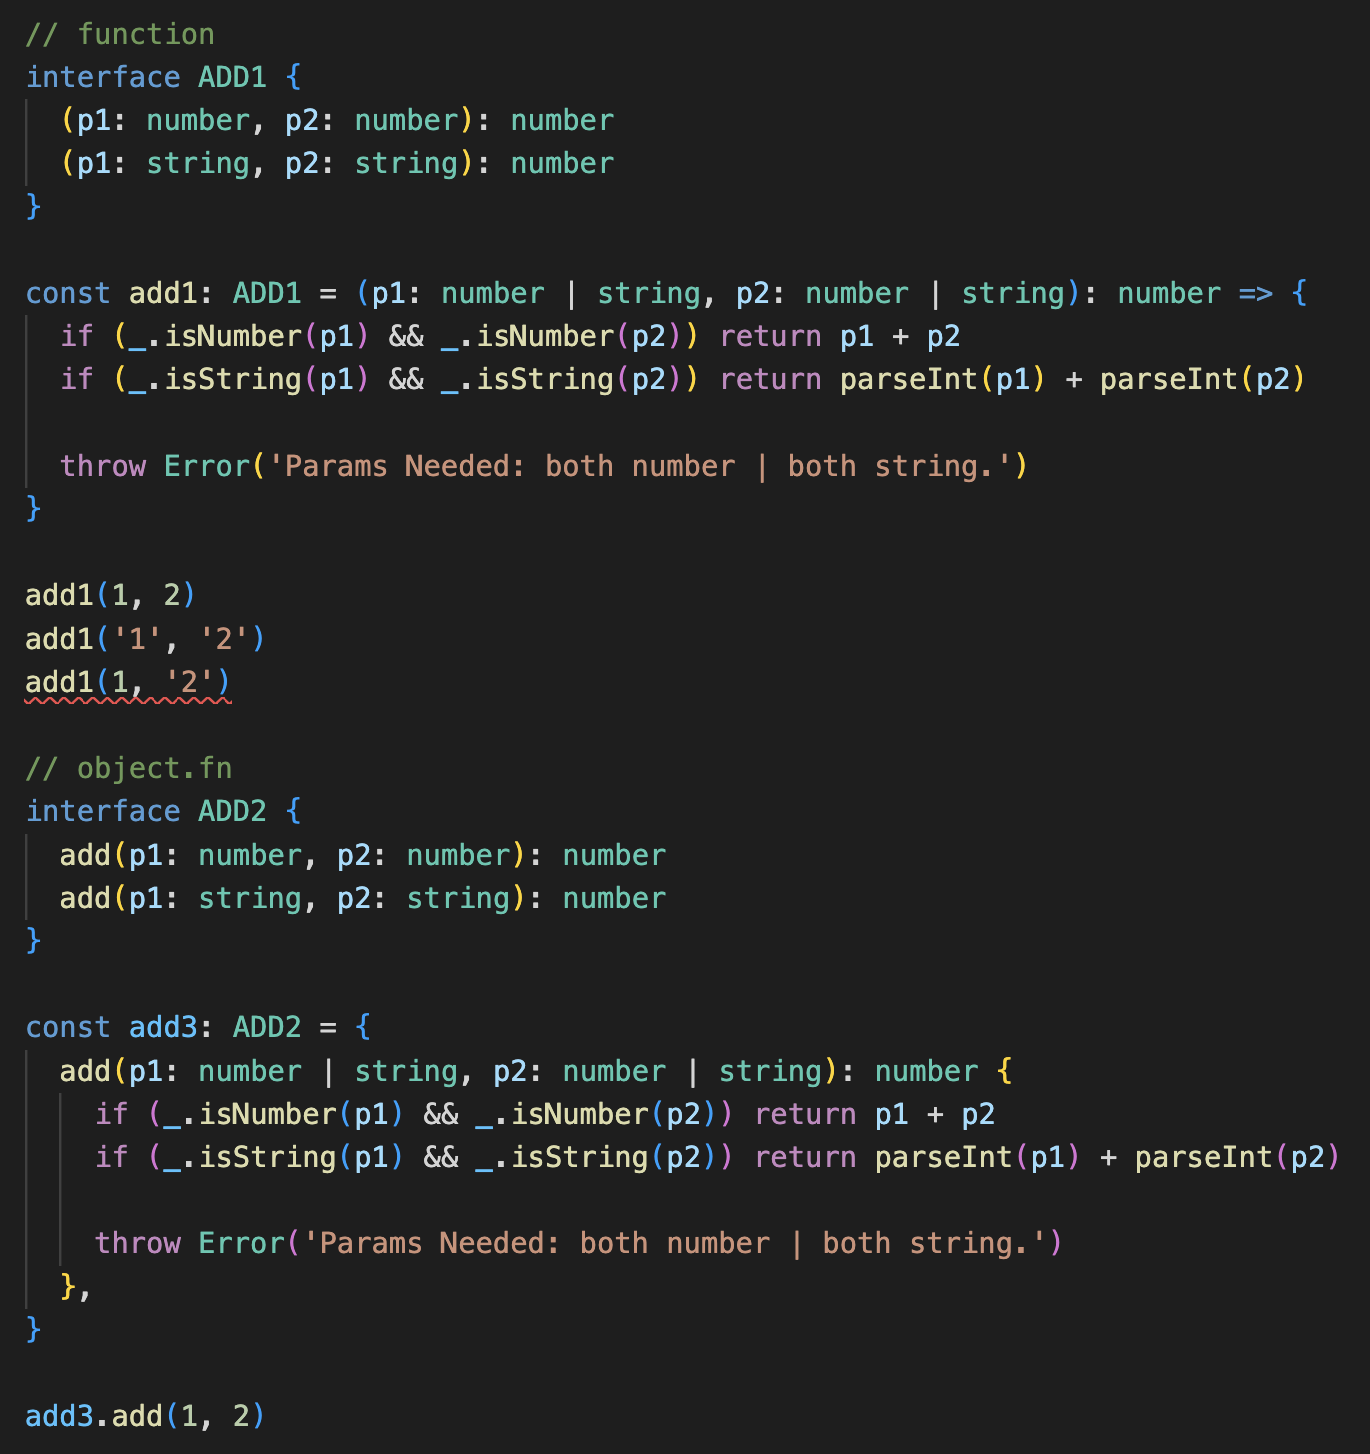 // function
interface ADD1 {
  (p1: number, p2: number): number
  (p1: string, p2: string): number
}

const add1: ADD1 = (p1: number | string, p2: number | string): number => {
  if (_.isNumber(p1) && _.isNumber(p2)) return p1 + p2
  if (_.isString(p1) && _.isString(p2)) return parseInt(p1) + parseInt(p2)

  throw Error('Params Needed: both number | both string.')
}

add1(1, 2)
add1('1', '2')
add1(1, '2')

// object.fn
interface ADD2 {
  add(p1: number, p2: number): number
  add(p1: string, p2: string): number
}

const add3: ADD2 = {
  add(p1: number | string, p2: number | string): number {
    if (_.isNumber(p1) && _.isNumber(p2)) return p1 + p2
    if (_.isString(p1) && _.isString(p2)) return parseInt(p1) + parseInt(p2)

    throw Error('Params Needed: both number | both string.')
  },
}

add3.add(1, 2)